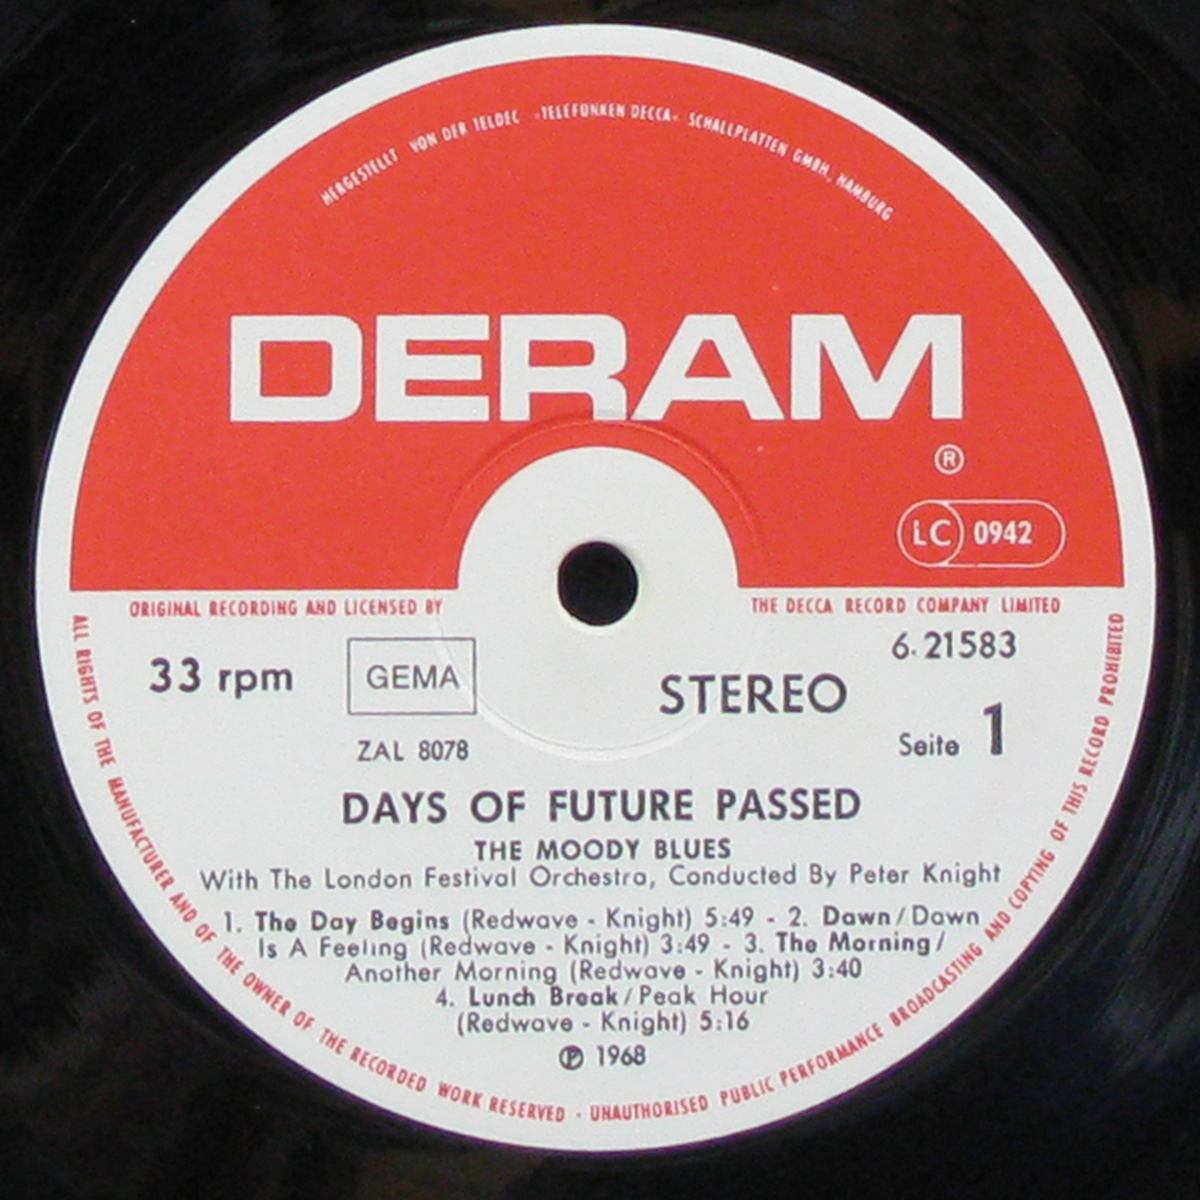 HERGESTELLT VON DER TELDEC »TELEFUNKEN DECCA« SCHALLPLATTEN GMBH, HAMBURG
DERAM
®
LC 0942
ORIGINAL RECORDING AND LICENSED BY THE DECCA RECORD COMPANY LIMITED
33 rpm
GEMA
STEREO
6.21583
ZAL 8078
Seite 1
DAYS OF FUTURE PASSED
THE MOODY BLUES
With The London Festival Orchestra, Conducted By Peter Knight
1. The Day Begins (Redwave - Knight) 5:49 - 2. Dawn/Dawn
Is A Feeling (Redwave - Knight) 3:49 - 3. The Morning/
Another Morning (Redwave - Knight) 3:40
4. Lunch Break/Peak Hour
(Redwave - Knight) 5:16
℗ 1968
ALL RIGHTS OF THE MANUFACTURER AND OF THE OWNER OF THE RECORDED WORK RESERVED - UNAUTHORISED PUBLIC PERFORMANCE BROADCASTING AND COPYING OF THIS RECORD PROHIBITED